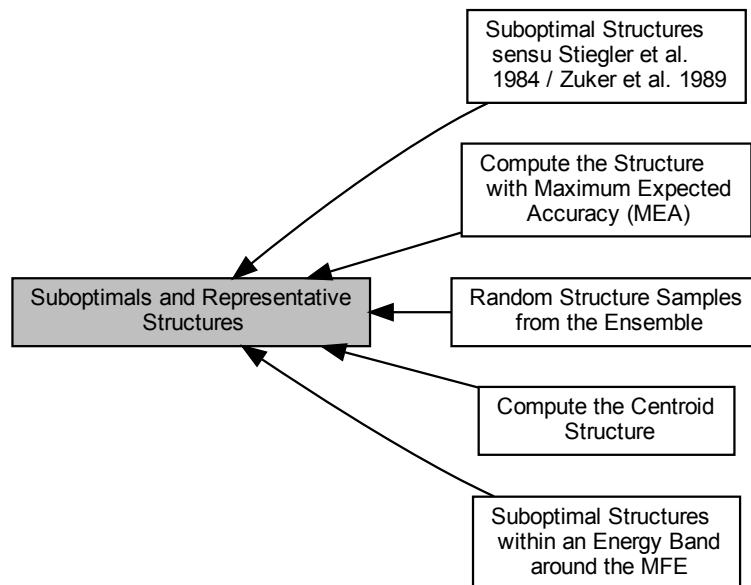 Suboptimal Structures
sensu Stiegler et al.
1984 / Zuker et al. 1989
Compute the Structure
with Maximum Expected
Accuracy (MEA)
Suboptimals and Representative
Structures
Random Structure Samples
from the Ensemble
Compute the Centroid
Structure
Suboptimal Structures
within an Energy Band
around the MFE